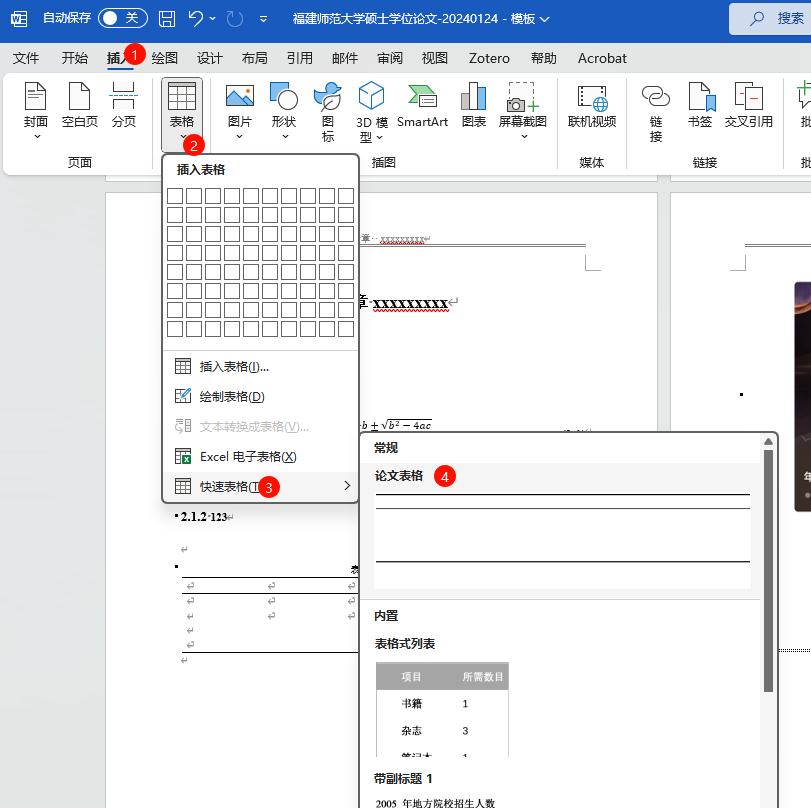 自动保存 关 福建师范大学硕士学位论文-20240124 - 模板 搜索
文件 开始 插入 绘图 设计 布局 引用 邮件 审阅 视图 Zotero 帮助 Acrobat
1
封面 空白页 分页 表格 图片 形状 图标 3D 模型 SmartArt 图表 屏幕截图 联机视频 链接 书签 交叉引用 批
2
页面 插图 媒体 链接 批
插入表格
章 xxxxxxxxx
章 xxxxxxxxx
插入表格(I)...
绘制表格(D)
文本转换成表格(V)...
Excel 电子表格(X)
快速表格(T)
3
b ± √b² − 4ac
2.1.2 123
表
常规
论文表格
4
内置
表格式列表
项目 所需数目
书籍 1
杂志 3
笔记本 1
带副标题 1
2005 年地方院校招生人数